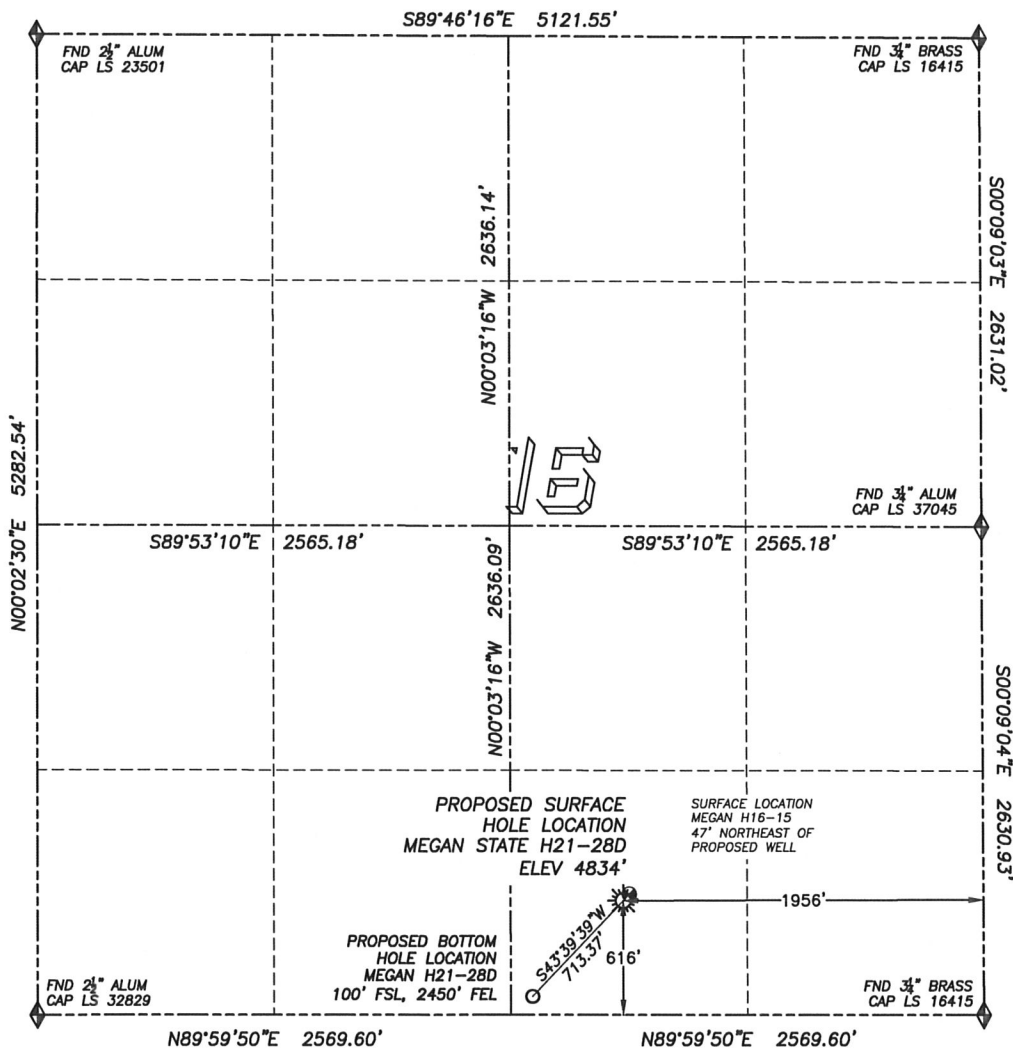 S89°46'16"E 5121.55'
FND 2½" ALUM
CAP LS 23501
FND 3¼" BRASS
CAP LS 16415
N00°03'16"W 2636.14'
S00°09'03"E 2631.02'
N00°02'30"E 5282.54'
16
FND 3¼" ALUM
CAP LS 37045
S89°53'10"E 2565.18'
S89°53'10"E 2565.18'
N00°03'16"W 2636.09'
S00°09'04"E 2630.93'
PROPOSED SURFACE
HOLE LOCATION
MEGAN STATE H21-28D
ELEV 4834'
SURFACE LOCATION
MEGAN H16-15
47' NORTHEAST OF
PROPOSED WELL
1956'
S43°39'39"W
713.37'
616'
PROPOSED BOTTOM
HOLE LOCATION
MEGAN H21-28D
100' FSL, 2450' FEL
FND 2½" ALUM
CAP LS 32829
FND 3¼" BRASS
CAP LS 16415
N89°59'50"E 2569.60'
N89°59'50"E 2569.60'